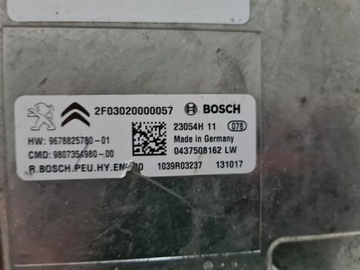 2F03020000057 BOSCH
23054H 11 078
HW: 9678825780-01 Made in Germany
CMD: 9807354980-00 0437508162 LW
R.BOSCH.PEU.HY. 1039R03237 131017